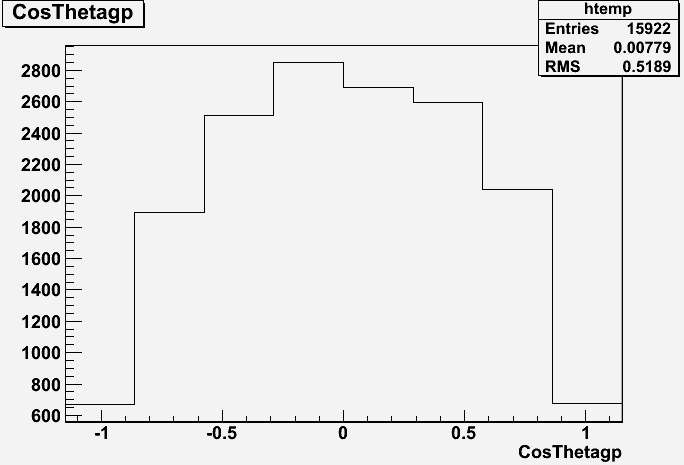 CosThetagp
htemp
Entries 15922
Mean 0.00779
RMS 0.5189
2800
2600
2400
2200
2000
1800
1600
1400
1200
1000
800
600
-1 -0.5 0 0.5 1
CosThetagp